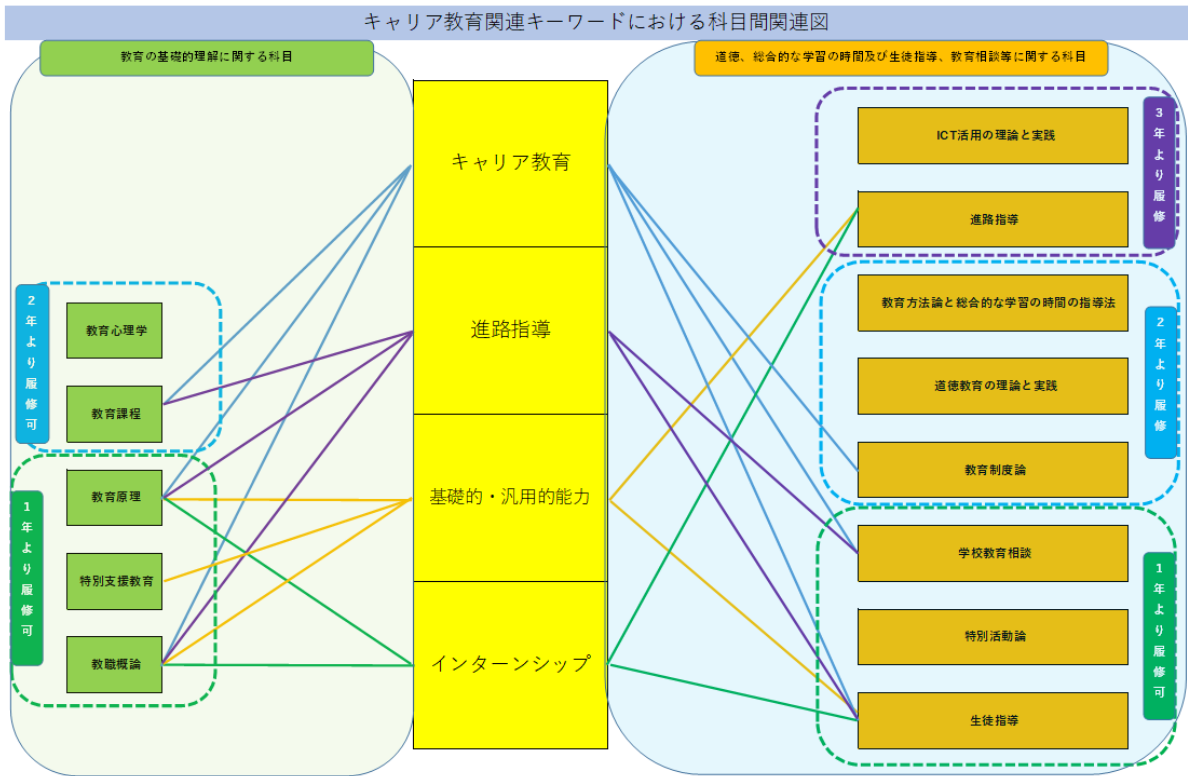 キャリア教育関連キーワードにおける科目間関連図
教育の基礎的理解に関する科目
道徳、総合的な学習の時間及び生徒指導、教育相談等に関する科目
2年より履修可
教育心理学
教育課程
1年より履修可
教育原理
特別支援教育
教職概論
キャリア教育
進路指導
基礎的・汎用的能力
インターンシップ
ICT活用の理論と実践
進路指導
3年より履修
教育方法論と総合的な学習の時間の指導法
道徳教育の理論と実践
教育制度論
2年より履修
学校教育相談
特別活動論
生徒指導
1年より履修可